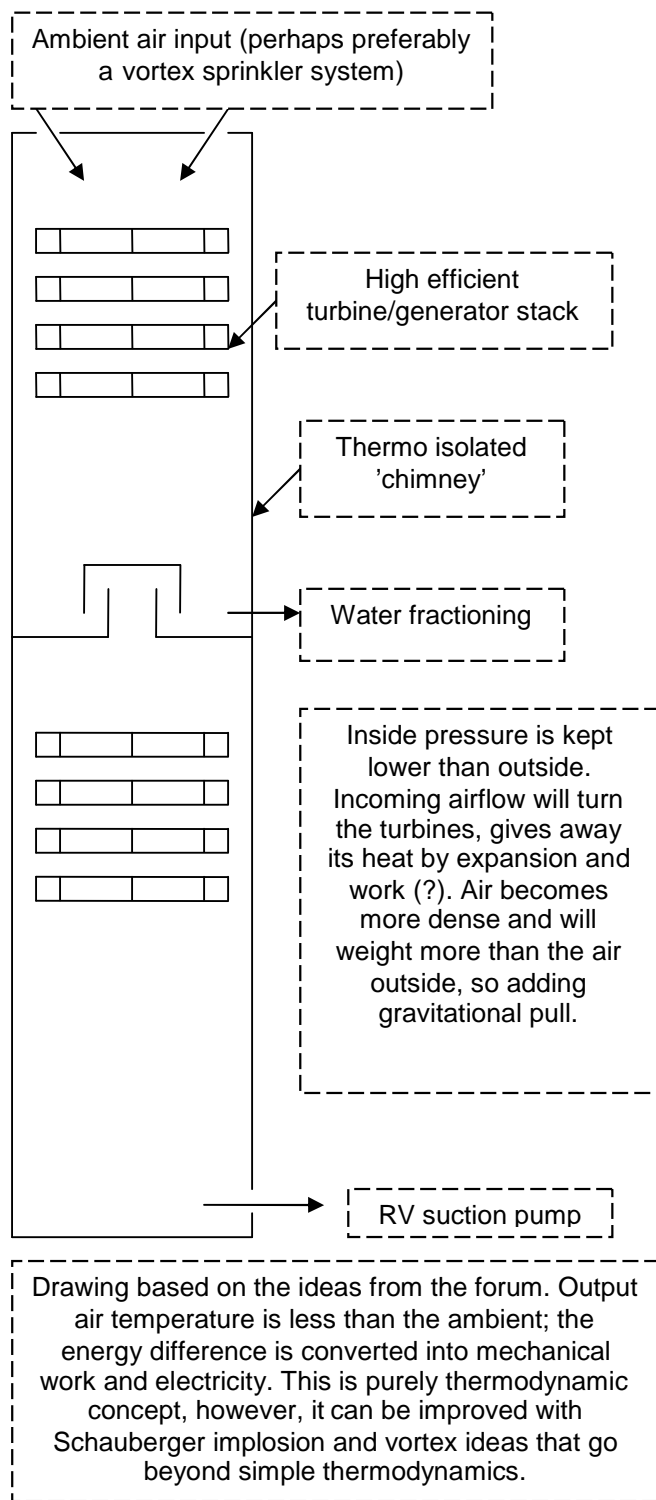 Ambient air input (perhaps preferably
a vortex sprinkler system)
High efficient
turbine/generator stack
Thermo isolated
’chimney’
Water fractioning
Inside pressure is kept
lower than outside.
Incoming airflow will turn
the turbines, gives away
its heat by expansion and
work (?). Air becomes
more dense and will
weight more than the air
outside, so adding
gravitational pull.
RV suction pump
Drawing based on the ideas from the forum. Output
air temperature is less than the ambient; the
energy difference is converted into mechanical
work and electricity. This is purely thermodynamic
concept, however, it can be improved with
Schauberger implosion and vortex ideas that go
beyond simple thermodynamics.